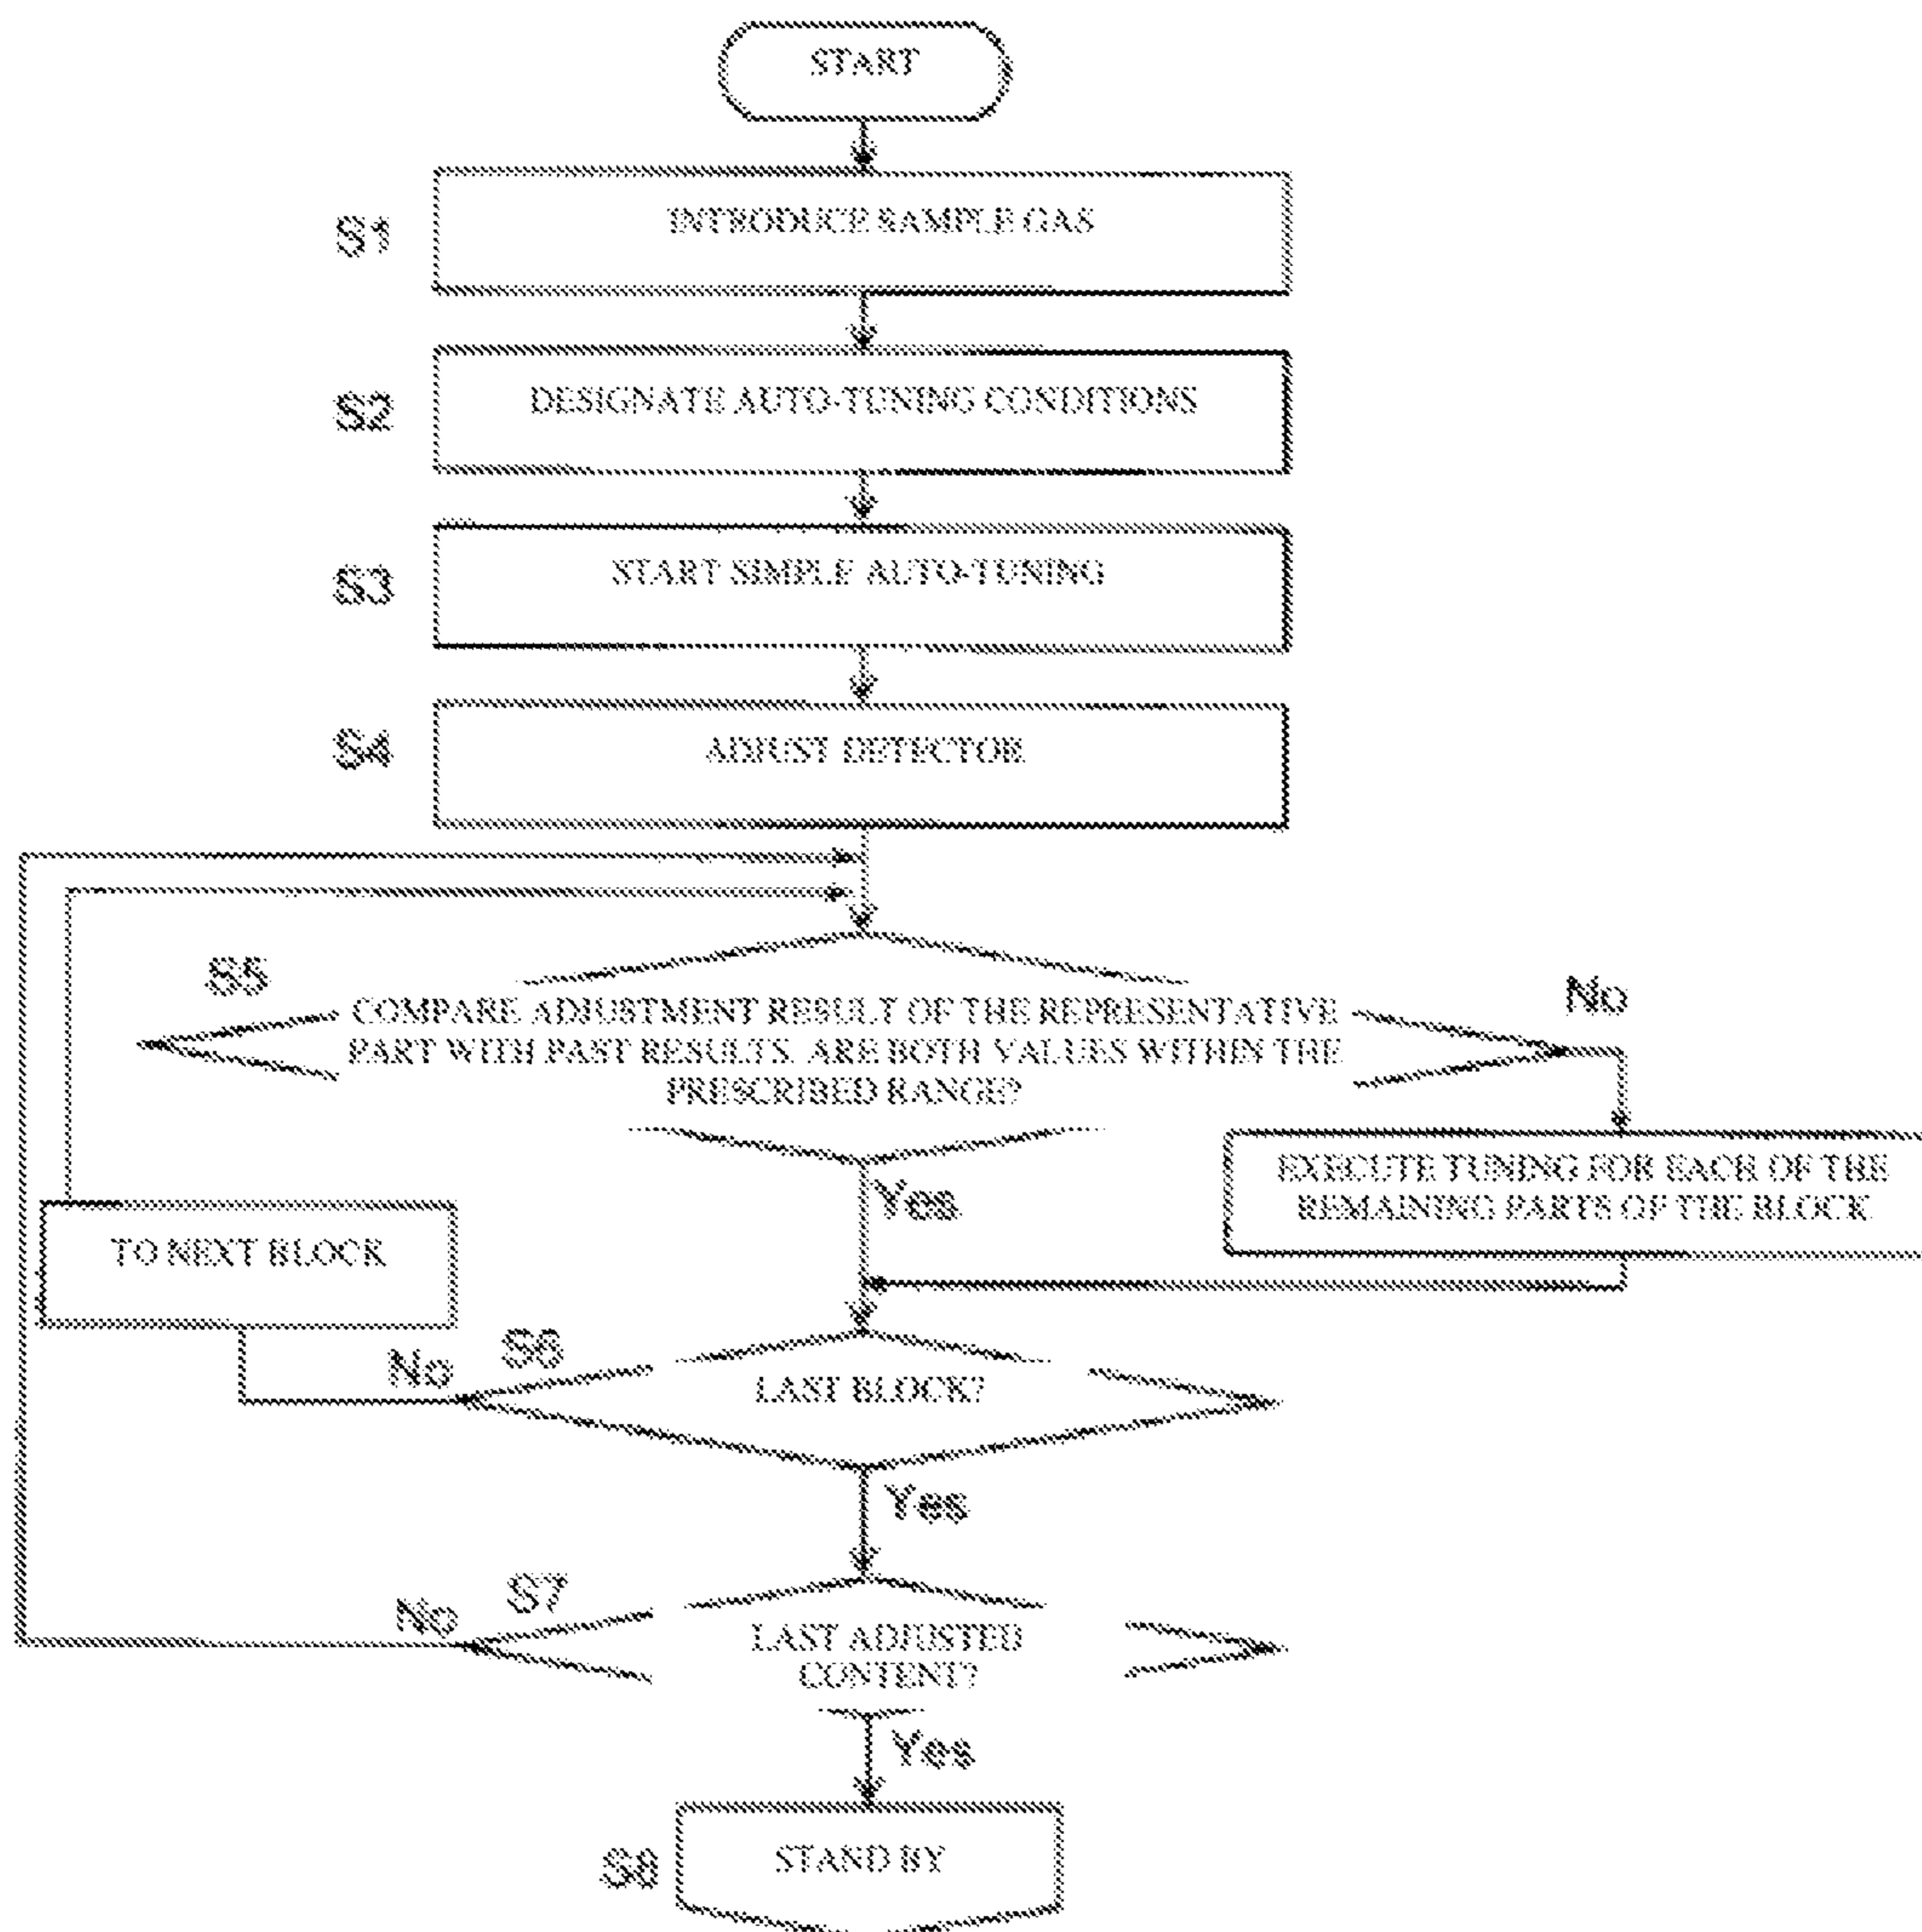 START
S1
INTRODUCE SAMPLE GAS
S2
DESIGNATE AUTO-TUNING CONDITIONS
S3
START SIMPLE AUTO-TUNING
S4
ADJUST DETECTOR
S5
COMPARE ADJUSTMENT RESULT OF THE REPRESENTATIVE
PART WITH PAST RESULTS. ARE BOTH VALUES WITHIN THE
PRESCRIBED RANGE?
No
Yes
EXECUTE TUNING FOR EACH OF THE
REMAINING PARTS OF THE BLOCK
TO NEXT BLOCK
No
S6
LAST BLOCK?
Yes
No
S7
LAST ADJUSTED
CONTENT?
Yes
S8
STAND BY